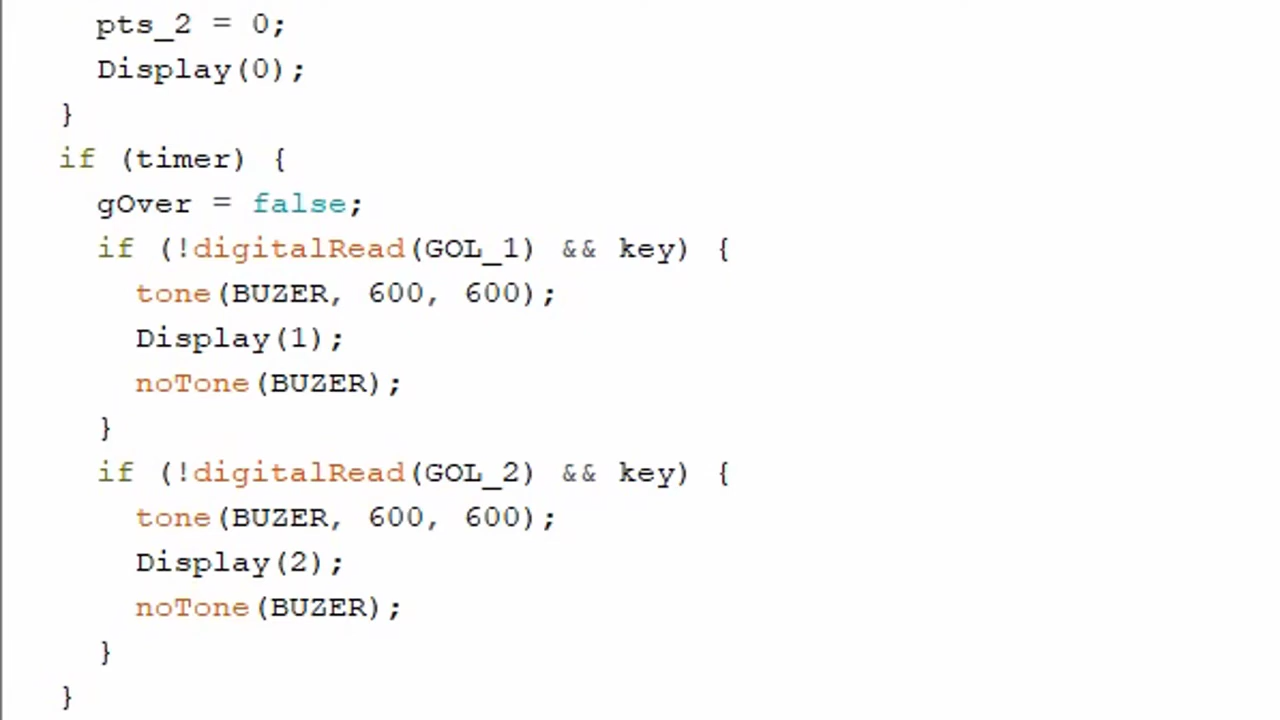 pts_2 = 0;
Display(0);
}
if (timer) {
gOver = false;
if (!digitalRead(GOL_1) && key) {
tone(BUZER, 600, 600);
Display(1);
noTone(BUZER);
}
if (!digitalRead(GOL_2) && key) {
tone(BUZER, 600, 600);
Display(2);
noTone(BUZER);
}
}